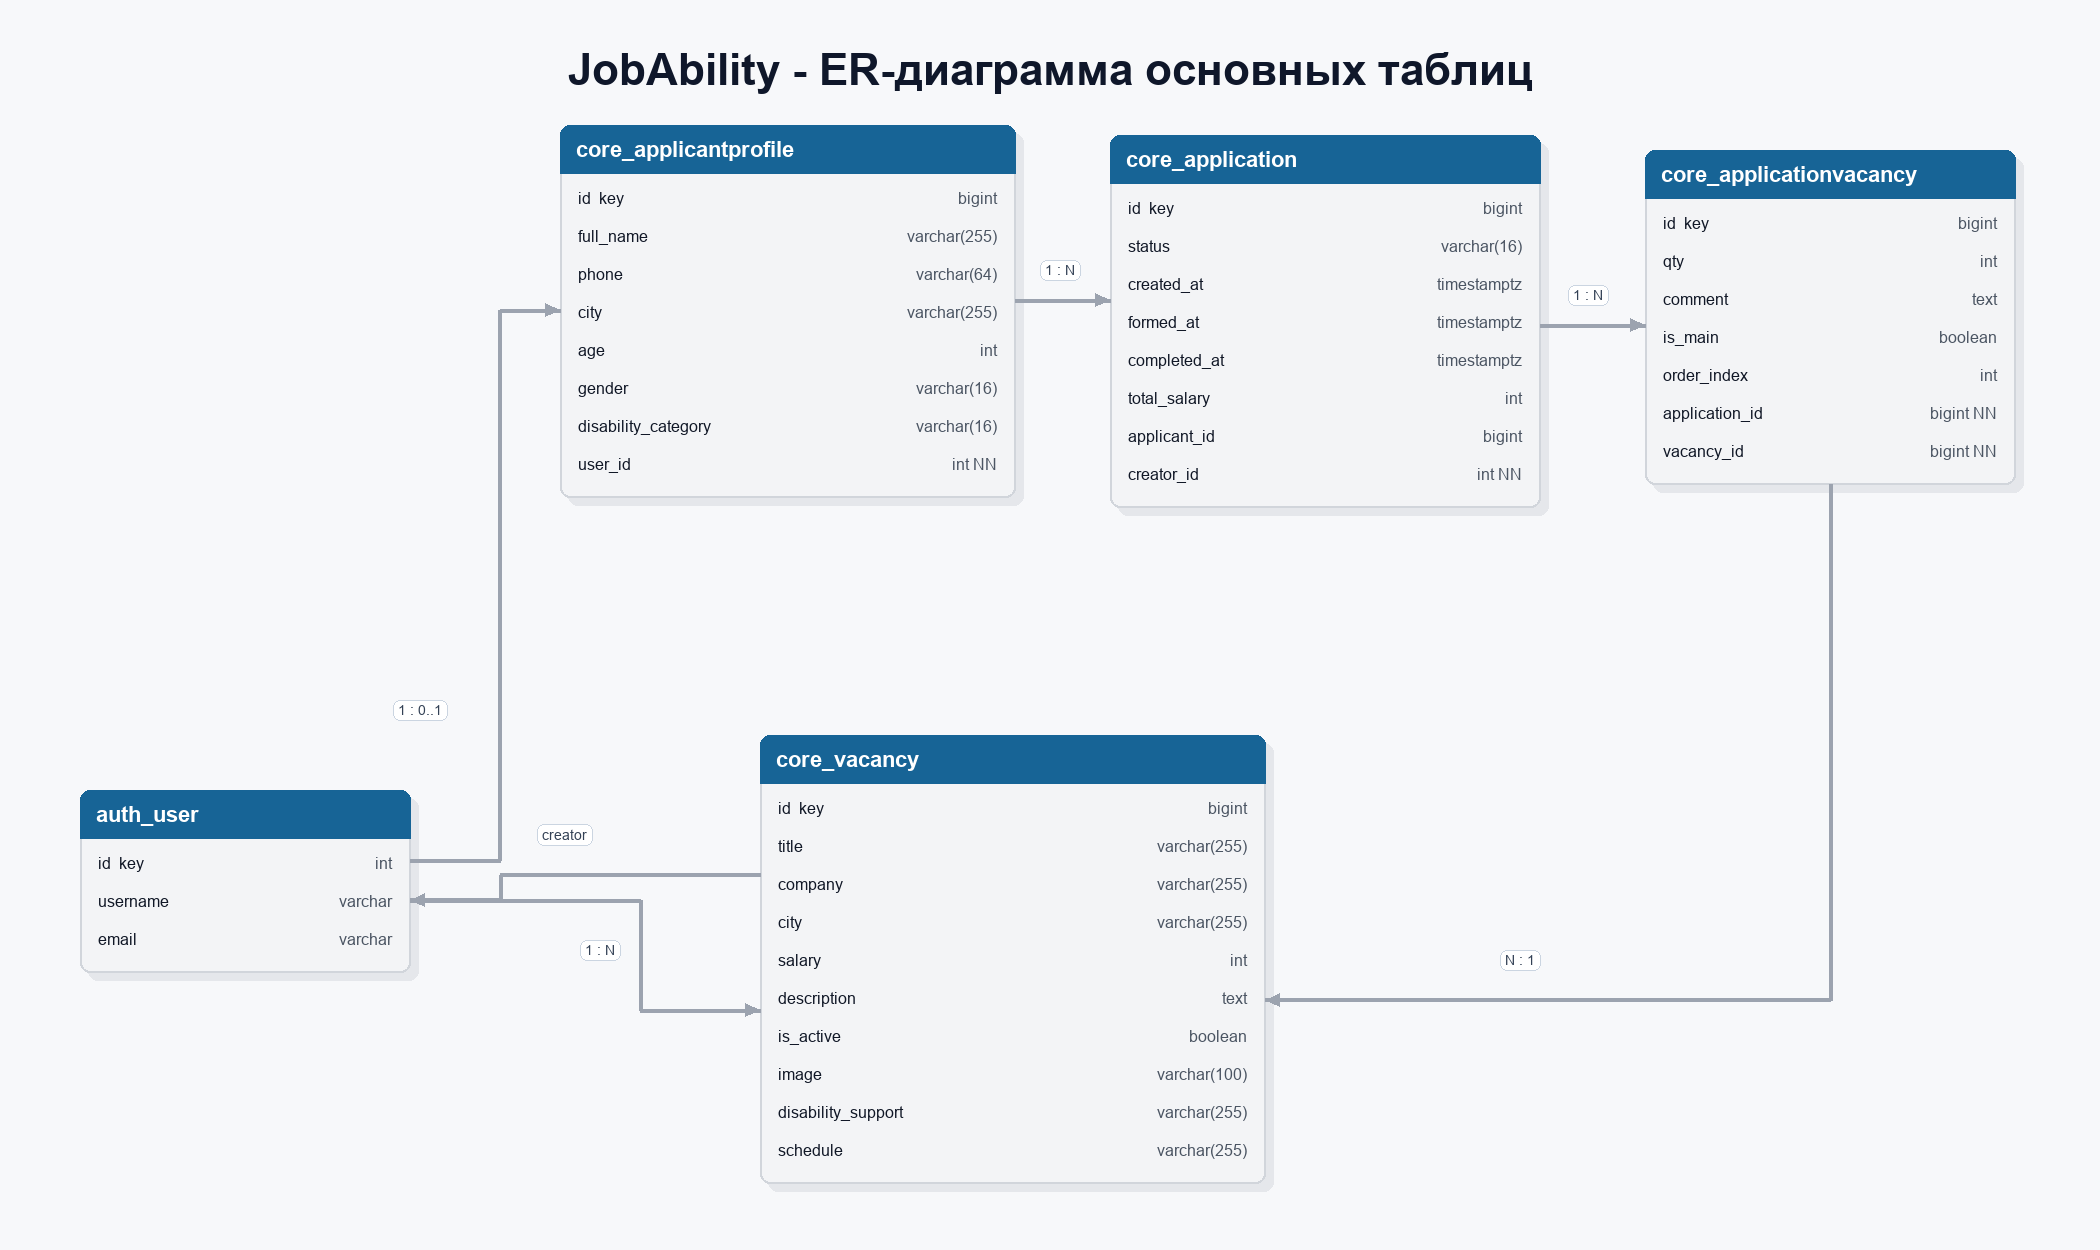 JobAbility - ER-диаграмма основных таблиц
core_applicantprofile
id key bigint
full_name varchar(255)
phone varchar(64)
city varchar(255)
age int
gender varchar(16)
disability_category varchar(16)
user_id int NN
1 : N
core_application
id key bigint
status varchar(16)
created_at timestamptz
formed_at timestamptz
completed_at timestamptz
total_salary int
applicant_id bigint
creator_id int NN
1 : N
core_applicationvacancy
id key bigint
qty int
comment text
is_main boolean
order_index int
application_id bigint NN
vacancy_id bigint NN
1 : 0..1
auth_user
id key int
username varchar
email varchar
creator
1 : N
core_vacancy
id key bigint
title varchar(255)
company varchar(255)
city varchar(255)
salary int
description text
is_active boolean
image varchar(100)
disability_support varchar(255)
schedule varchar(255)
N : 1